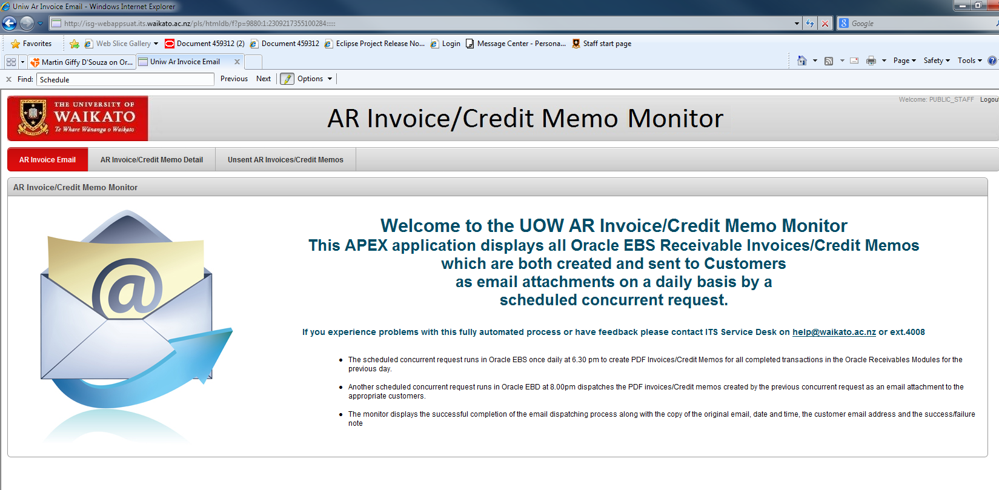 Uniw Ar Invoice Email - Windows Internet Explorer
http://isg-webappsuat.its.waikato.ac.nz/pls/htmldb/f?p=9880:1:2309217355100284:::::
Google
Favorites
Web Slice Gallery
Document 459312 (2)
Document 459312
Eclipse Project Release No...
Login
Message Center - Persona...
Staff start page
Martin Giffy D'Souza on Or...
Uniw Ar Invoice Email
Page
Safety
Tools
Find:
Schedule
Previous
Next
Options
Welcome: PUBLIC_STAFF
Logou
THE UNIVERSITY OF
WAIKATO
Te Whare Wānanga o Waikato
AR Invoice/Credit Memo Monitor
AR Invoice Email
AR Invoice/Credit Memo Detail
Unsent AR Invoices/Credit Memos
AR Invoice/Credit Memo Monitor
Welcome to the UOW AR Invoice/Credit Memo Monitor
This APEX application displays all Oracle EBS Receivable Invoices/Credit Memos
which are both created and sent to Customers
as email attachments on a daily basis by a
scheduled concurrent request.
If you experience problems with this fully automated process or have feedback please contact ITS Service Desk on help@waikato.ac.nz or ext.4008
• The scheduled concurrent request runs in Oracle EBS once daily at 6.30 pm to create PDF Invoices/Credit Memos for all completed transactions in the Oracle Receivables Modules for the
previous day.
• Another scheduled concurrent request runs in Oracle EBD at 8.00pm dispatches the PDF invoices/Credit memos created by the previous concurrent request as an email attachment to the
appropriate customers.
• The monitor displays the successful completion of the email dispatching process along with the copy of the original email, date and time, the customer email address and the success/failure
note
@